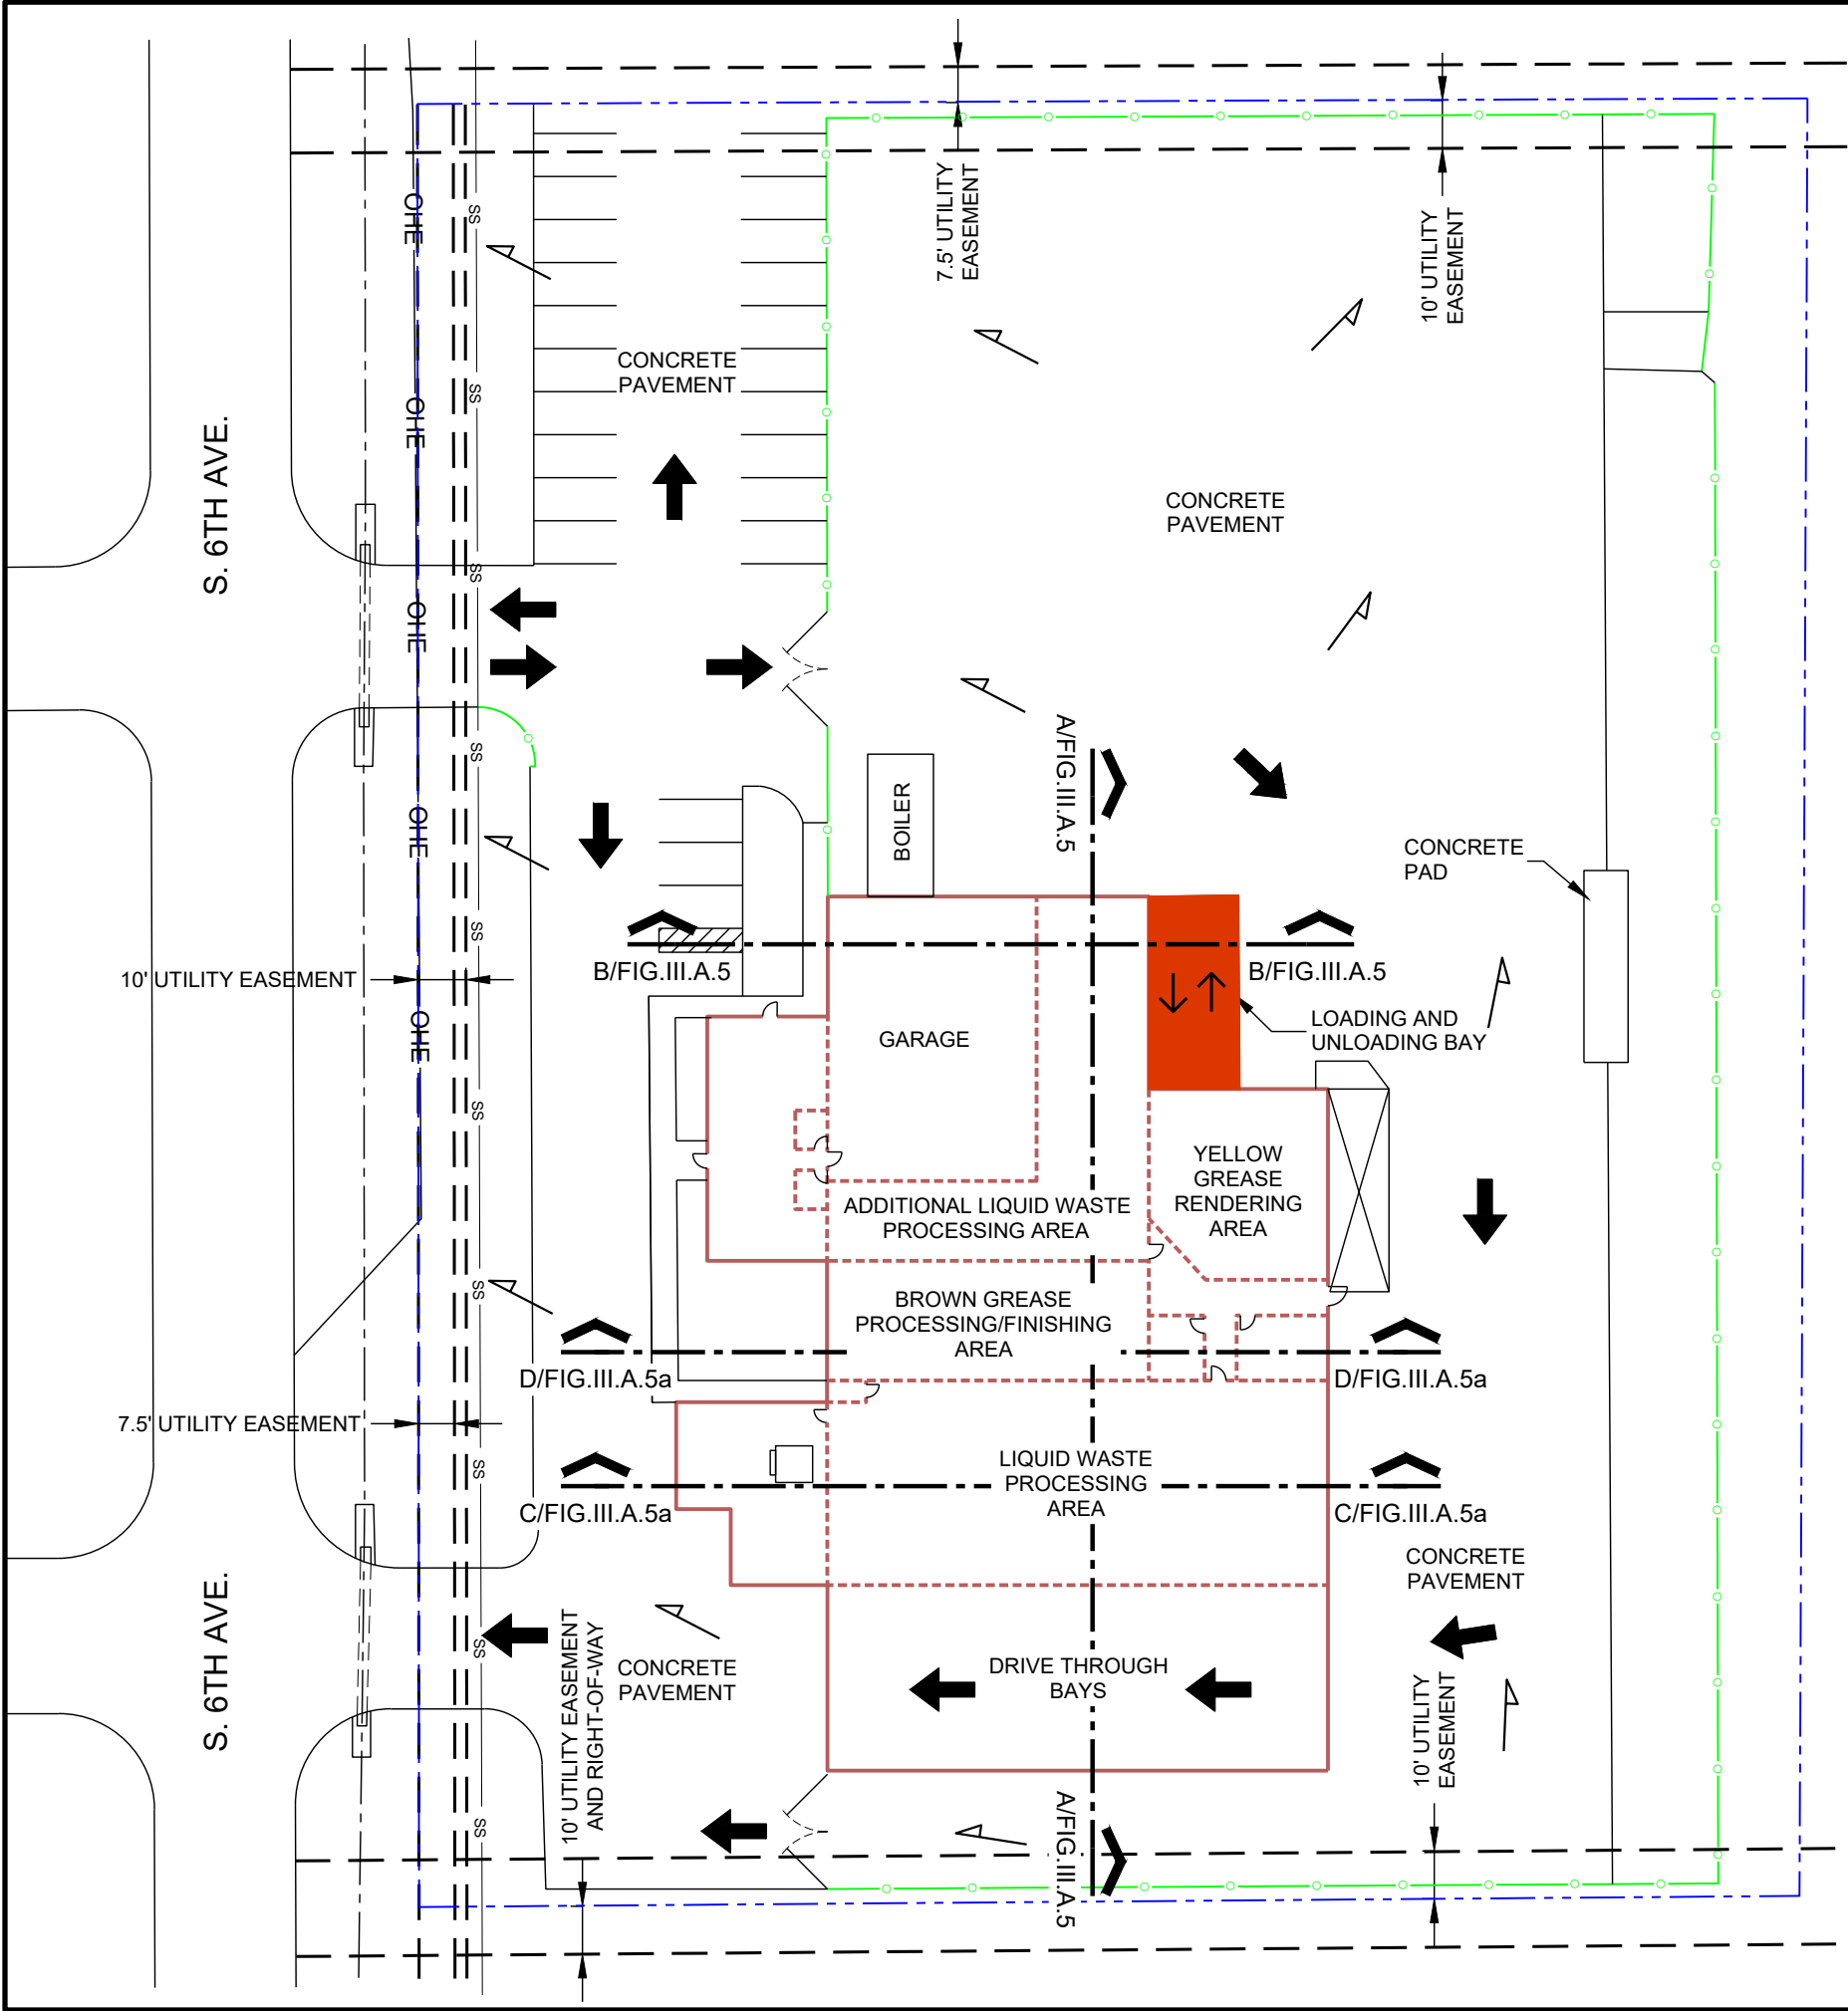 7.5' UTILITY
EASEMENT
10' UTILITY
EASEMENT
OHE
SS
CONCRETE
PAVEMENT
SS
OHE
S. 6TH AVE.
CONCRETE
PAVEMENT
SS
OHE
SS
A/FIG.III.A.5
OHE
BOILER
CONCRETE
PAD
SS
10' UTILITY EASEMENT
B/FIG.III.A.5
B/FIG.III.A.5
OHE
GARAGE
LOADING AND
UNLOADING BAY
SS
YELLOW
GREASE
RENDERING
AREA
ADDITIONAL LIQUID WASTE
PROCESSING AREA
SS
BROWN GREASE
PROCESSING/FINISHING
AREA
D/FIG.III.A.5a
D/FIG.III.A.5a
7.5' UTILITY EASEMENT
SS
LIQUID WASTE
PROCESSING
AREA
C/FIG.III.A.5a
C/FIG.III.A.5a
CONCRETE
PAVEMENT
S. 6TH AVE.
SS
10' UTILITY EASEMENT
AND RIGHT-OF-WAY
CONCRETE
PAVEMENT
DRIVE THROUGH
BAYS
10' UTILITY
EASEMENT
SS
A/FIG.III.A.5